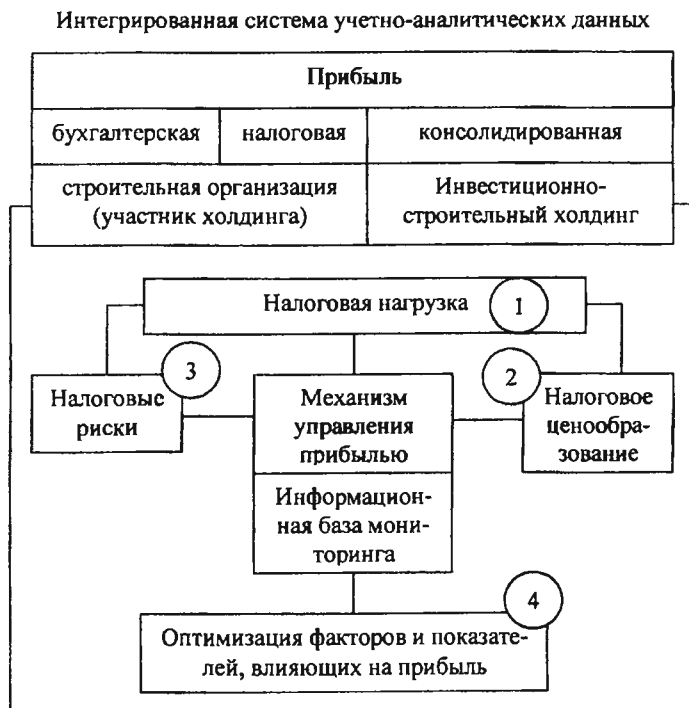 Интегрированная система учетно-аналитических данных
Прибыль
бухгалтерская
налоговая
консолидированная
строительная организация
(участник холдинга)
Инвестиционно-
строительный холдинг
Налоговая нагрузка
1
3
2
Налоговые
риски
Механизм
управления
прибылью
Налоговое
ценообра-
зование
Информацион-
ная база мони-
торинга
4
Оптимизация факторов и показате-
лей, влияющих на прибыль